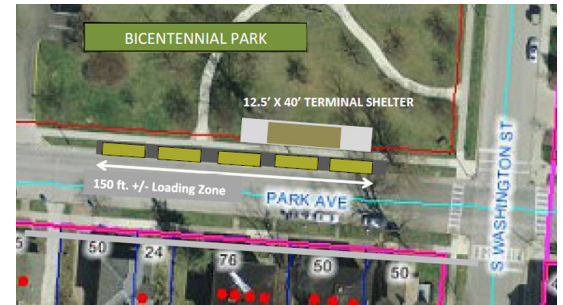 BICENTENNIAL PARK
12.5' X 40' TERMINAL SHELTER
150 ft. +/- Loading Zone
PARK AVE
S WASHINGTON ST
50
24
76
50
50